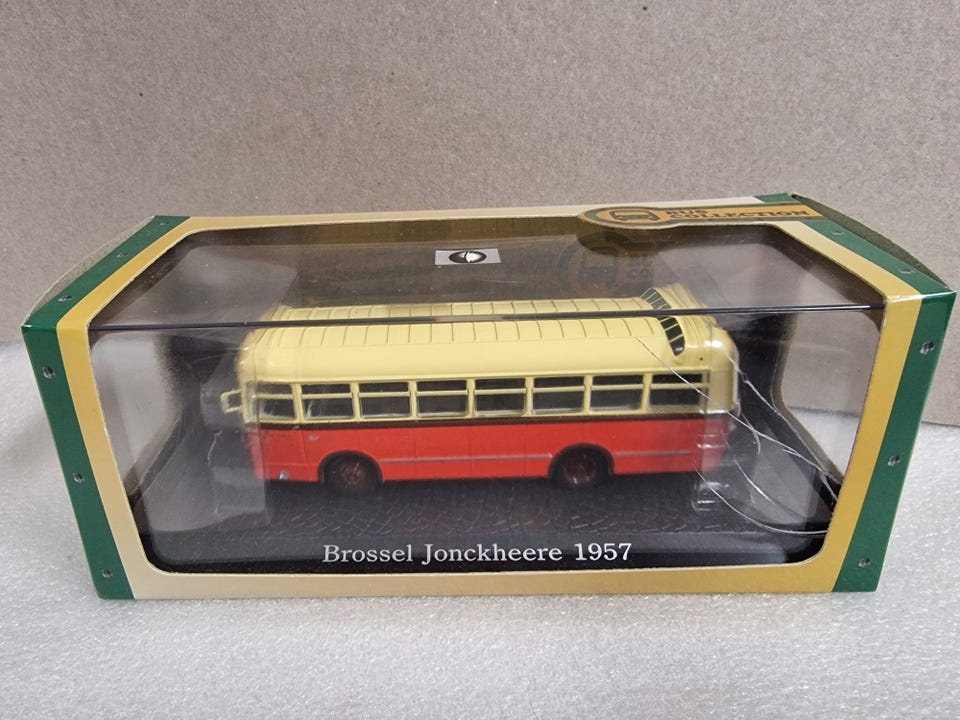 BUS
COLLECTION
Brossel Jonckheere 1957